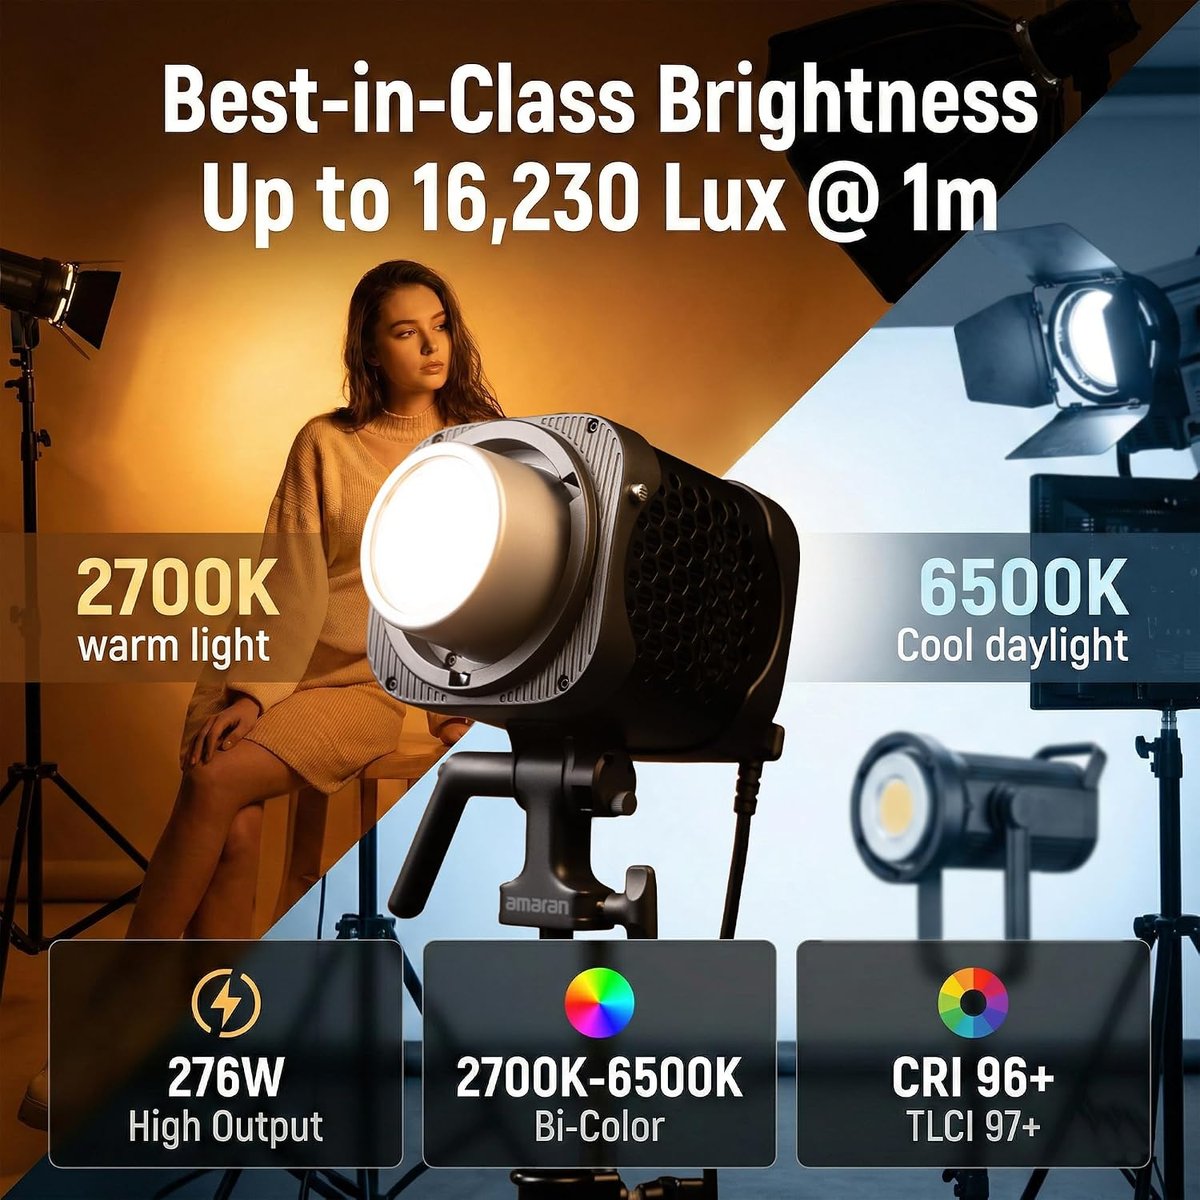 Best-in-Class Brightness
Up to 16,230 Lux @ 1m
2700K
warm light
6500K
Cool daylight
amaran
276W
High Output
2700K-6500K
Bi-Color
CRI 96+
TLCI 97+